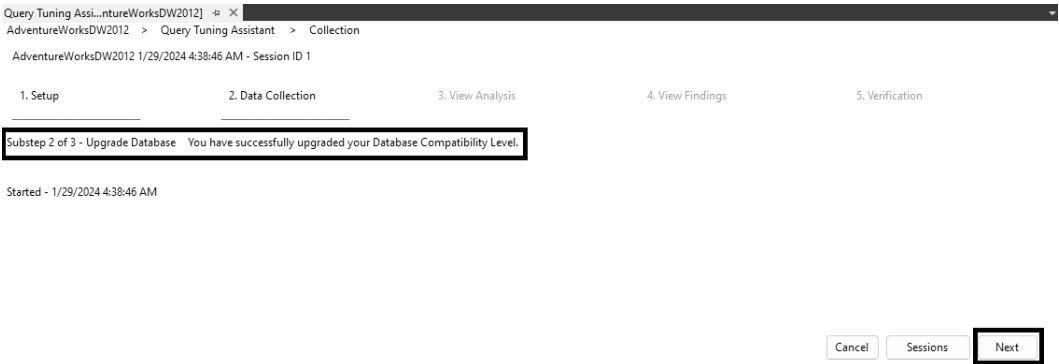 Query Tuning Assi...ntureWorksDW2012]
AdventureWorksDW2012 > Query Tuning Assistant > Collection
AdventureWorksDW2012 1/29/2024 4:38:46 AM - Session ID 1
1. Setup 2. Data Collection 3. View Analysis 4. View Findings 5. Verification
Substep 2 of 3 - Upgrade Database You have successfully upgraded your Database Compatibility Level.
Started - 1/29/2024 4:38:46 AM
Cancel Sessions Next